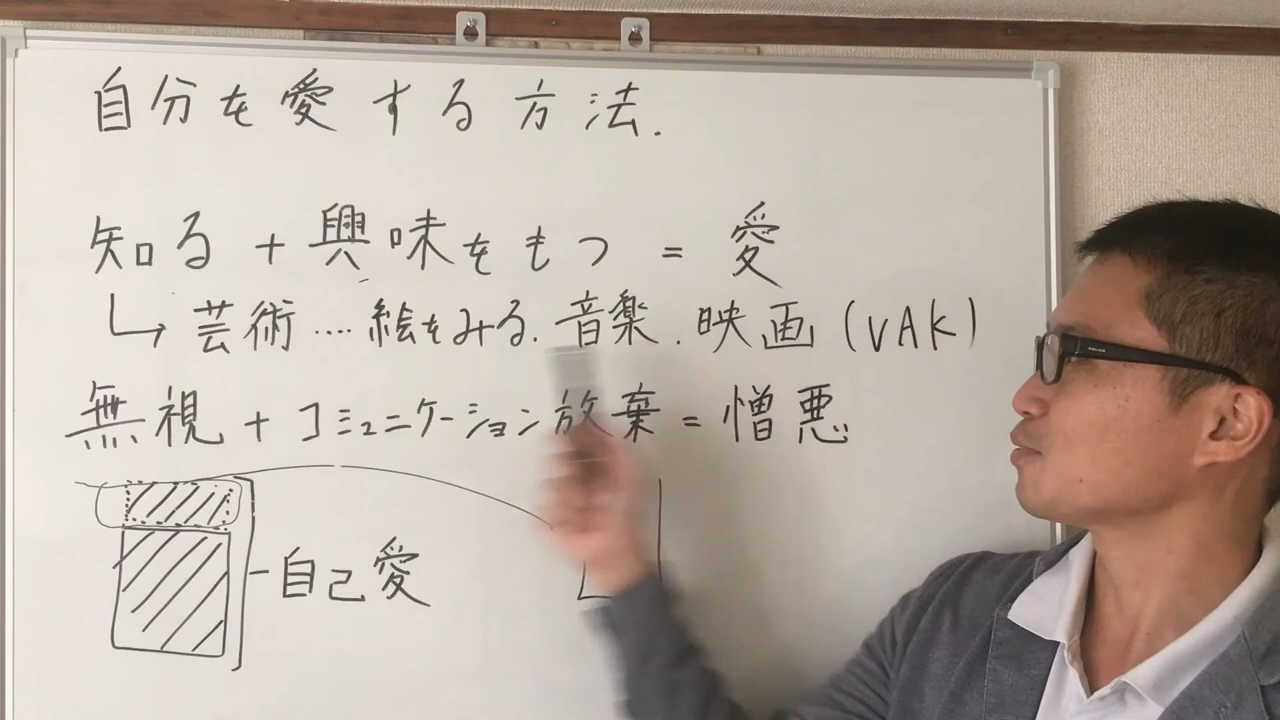 自分を愛する方法.
知る + 興味をもつ = 愛
芸術 .... 絵をみる. 音楽. 映画 (VAK)
無視 + コミュニケーション放棄 = 憎悪
自己愛